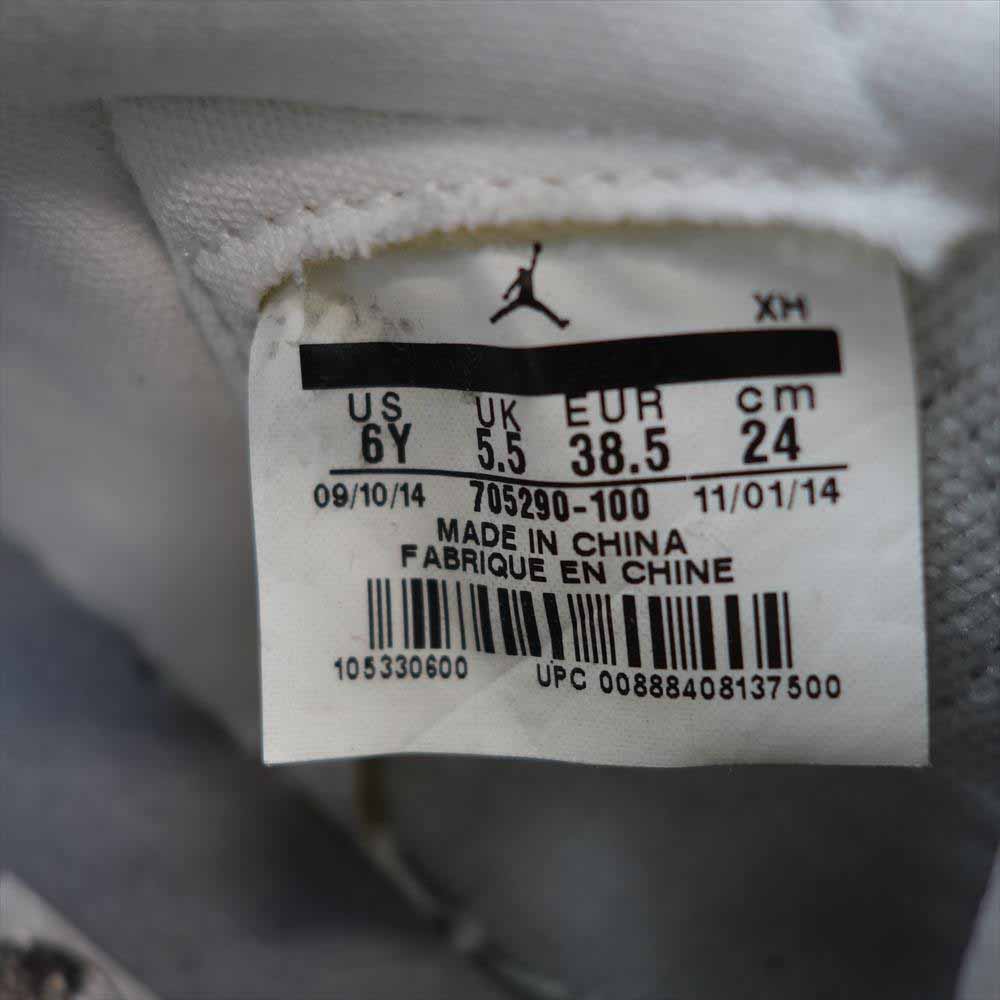 XH
US UK EUR cm
6Y 5.5 38.5 24
09/10/14 705290-100 11/01/14
MADE IN CHINA
FABRIQUE EN CHINE
105330600 UPC 00888408137500